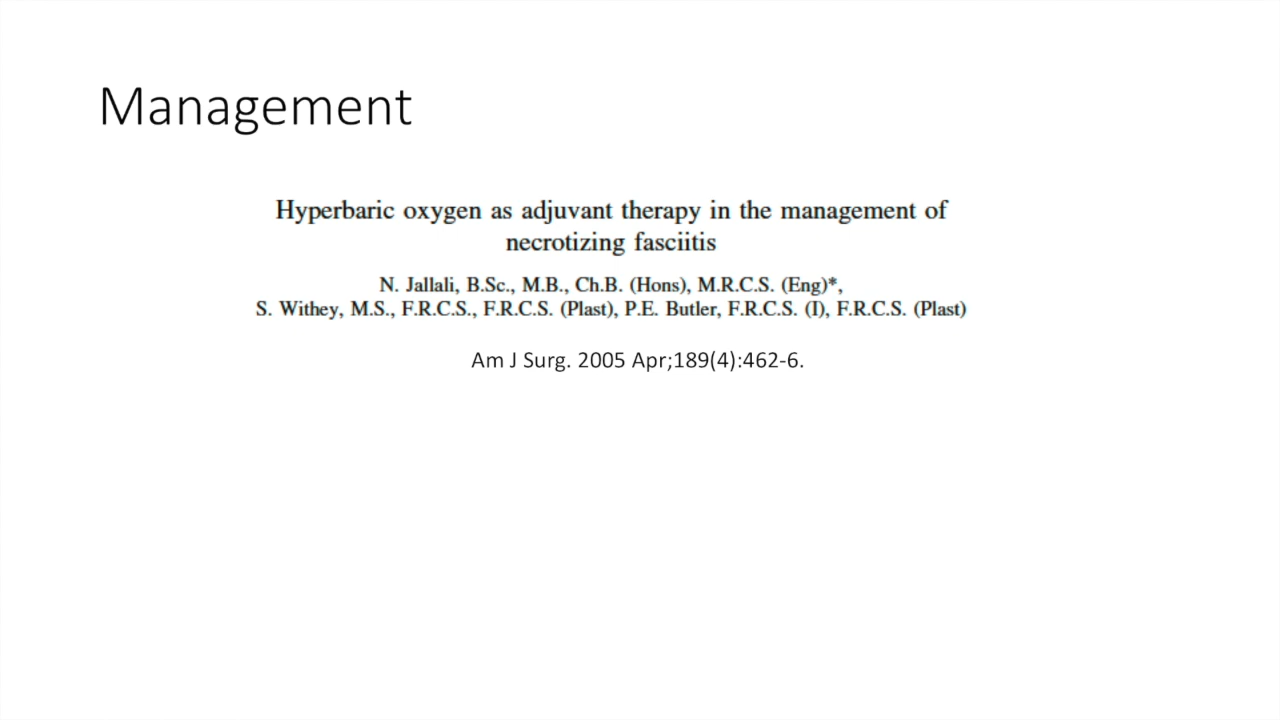 Management
Hyperbaric oxygen as adjuvant therapy in the management of
necrotizing fasciitis
N. Jallali, B.Sc., M.B., Ch.B. (Hons), M.R.C.S. (Eng)*,
S. Withey, M.S., F.R.C.S., F.R.C.S. (Plast), P.E. Butler, F.R.C.S. (I), F.R.C.S. (Plast)
Am J Surg. 2005 Apr;189(4):462-6.